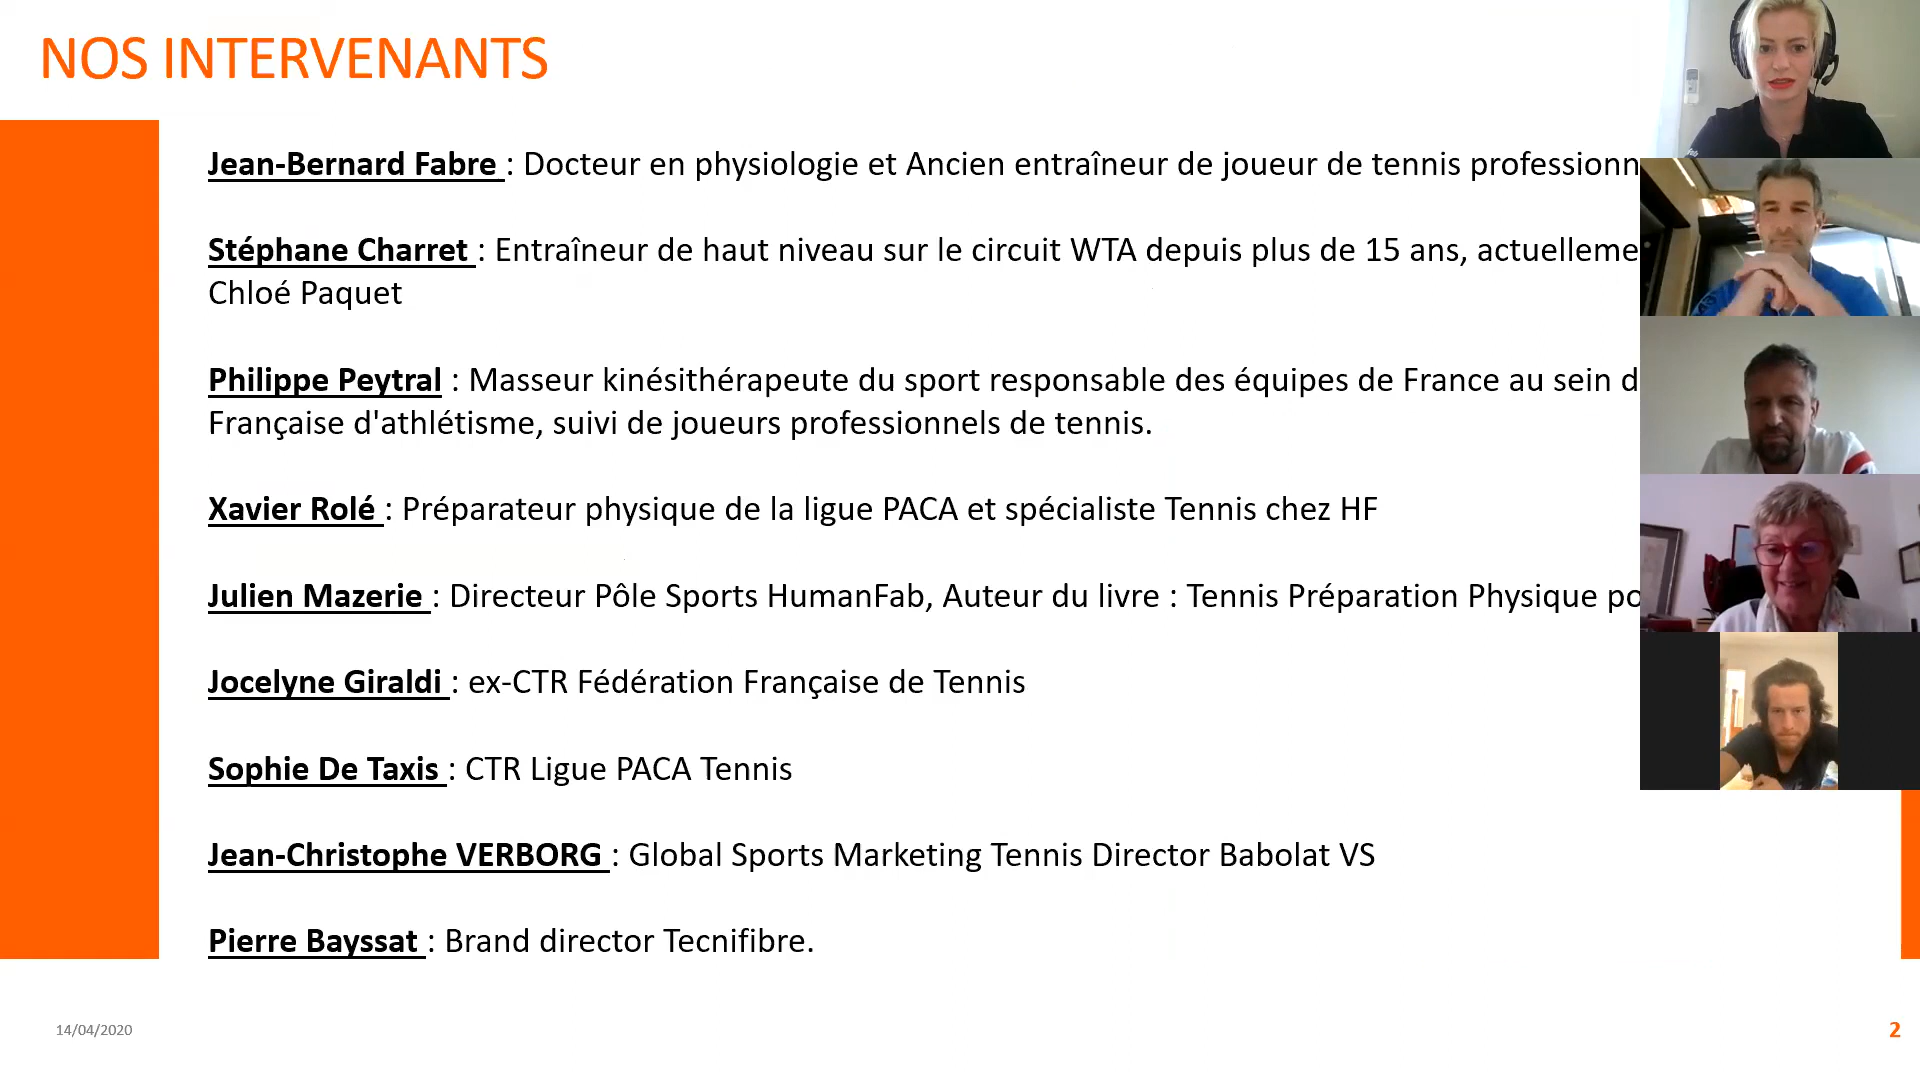 NOS INTERVENANTS
Jean-Bernard Fabre : Docteur en physiologie et Ancien entraîneur de joueur de tennis
Stéphane Charret : Entraîneur de haut niveau sur le circuit WTA depuis plus de 15 ans,
Chloé Paquet
Philippe Peytral : Masseur kinésithérapeute du sport responsable des équipes de France au sein
Française d'athlétisme, suivi de joueurs professionnels de tennis.
Xavier Rolé : Préparateur physique de la ligue PACA et spécialiste Tennis chez HF
Julien Mazerie : Directeur Pôle Sports HumanFab, Auteur du livre : Tennis Préparation Physique
Jocelyne Giraldi : ex-CTR Fédération Française de Tennis
Sophie De Taxis : CTR Ligue PACA Tennis
Jean-Christophe VERBORG : Global Sports Marketing Tennis Director Babolat VS
Pierre Bayssat : Brand director Tecnifibre.
14/04/2020
2